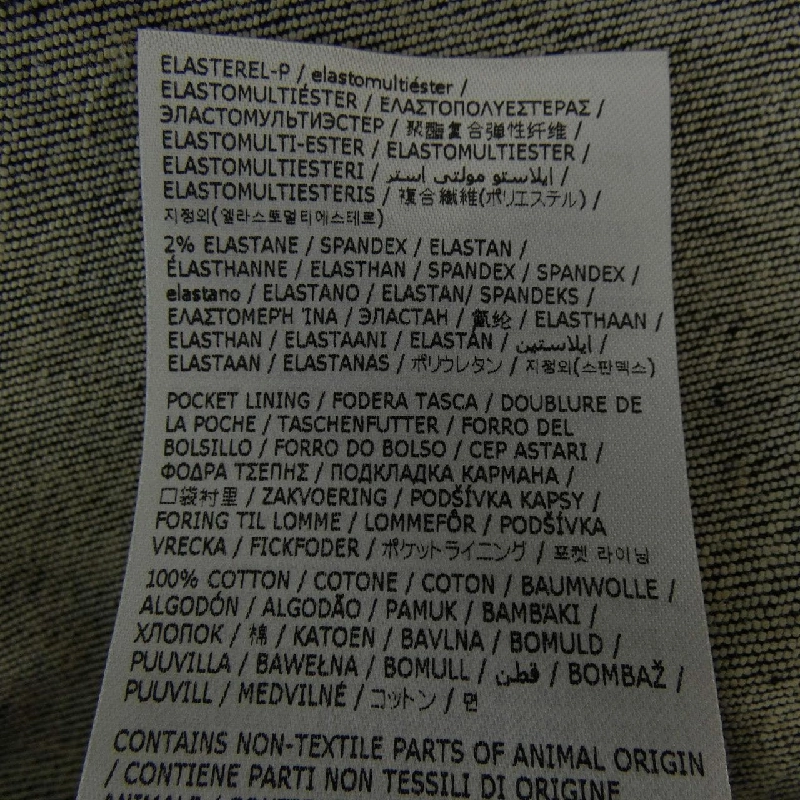 ELASTEREL-P / elastomultiéster /
ELASTOMULTIÉSTER / ΕΛΑΣΤΟΠΟΛΥΕΣΤΕΡΑΣ /
ЭЛАСТОМУЛЬТИЭСТЕР / 聚酯复合弹性纤维 /
ELASTOMULTI-ESTER / ELASTOMULTIESTER /
ELASTOMULTIESTERI / ايلاستو مولتى استر /
ELASTOMULTIESTERIS / 複合繊維(ポリエステル) /
지정외(엘라스토멀티에스테르)
2% ELASTANE / SPANDEX / ELASTAN /
ÉLASTHANNE / ELASTHAN / SPANDEX / SPANDEX /
elastano / ELASTANO / ELASTAN/ SPANDEKS /
ΕΛΑΣΤΟΜΕΡΉ ΊΝΑ / ЭЛАСТАН / 氨纶 / ELASTHAAN /
ELASTHAN / ELASTAANI / ELASTÁN / ايلاستين /
ELASTAAN / ELASTANAS / ポリウレタン / 지정외(스판덱스)
POCKET LINING / FODERA TASCA / DOUBLURE DE
LA POCHE / TASCHENFUTTER / FORRO DEL
BOLSILLO / FORRO DO BOLSO / CEP ASTARI /
ΦΟΔΡΑ ΤΣΕΠΗΣ / ПОДКЛАДКА КАРМАНА /
口袋衬里 / ZAKVOERING / PODŠÍVKA KAPSY /
FORING TIL LOMME / LOMMEFÔR / PODŠÍVKA
VRECKA / FICKFODER / ポケットライニング / 포켓 라이닝
100% COTTON / COTONE / COTON / BAUMWOLLE /
ALGODÓN / ALGODÃO / PAMUK / ΒΑΜΒΆΚΙ /
ХЛОПОК / 棉 / KATOEN / BAVLNA / BOMULD /
PUUVILLA / BAWEŁNA / BOMULL / قطن / BOMBAŽ /
PUUVILL / MEDVILNÉ / コットン / 면
CONTAINS NON-TEXTILE PARTS OF ANIMAL ORIGIN
/ CONTIENE PARTI NON TESSILI DI ORIGINE